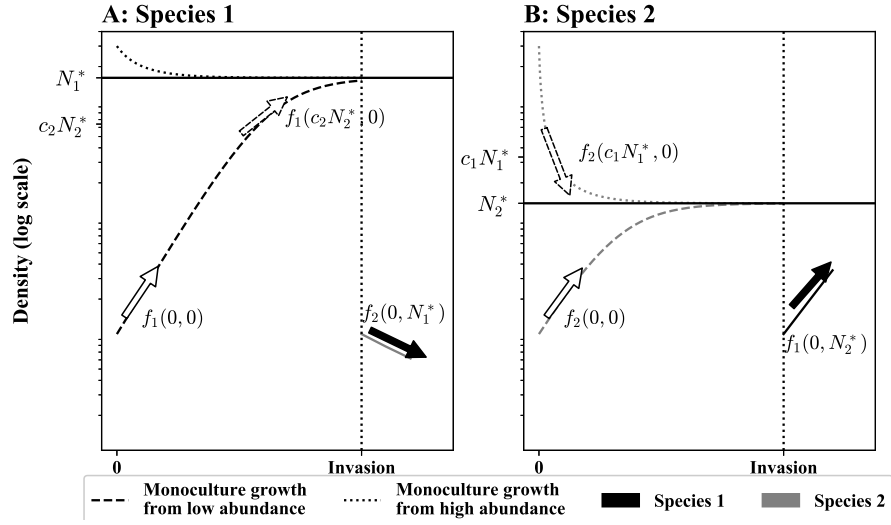 A: Species 1
B: Species 2
Density (log scale)
N₁*
c₂N₂*
f₁(c₂N₂*, 0)
f₁(0, 0)
f₂(0, N₁*)
0
Invasion
c₁N₁*
N₂*
f₂(c₁N₁*, 0)
f₂(0, 0)
f₁(0, N₂*)
0
Invasion
Monoculture growth
from low abundance
Monoculture growth
from high abundance
Species 1
Species 2